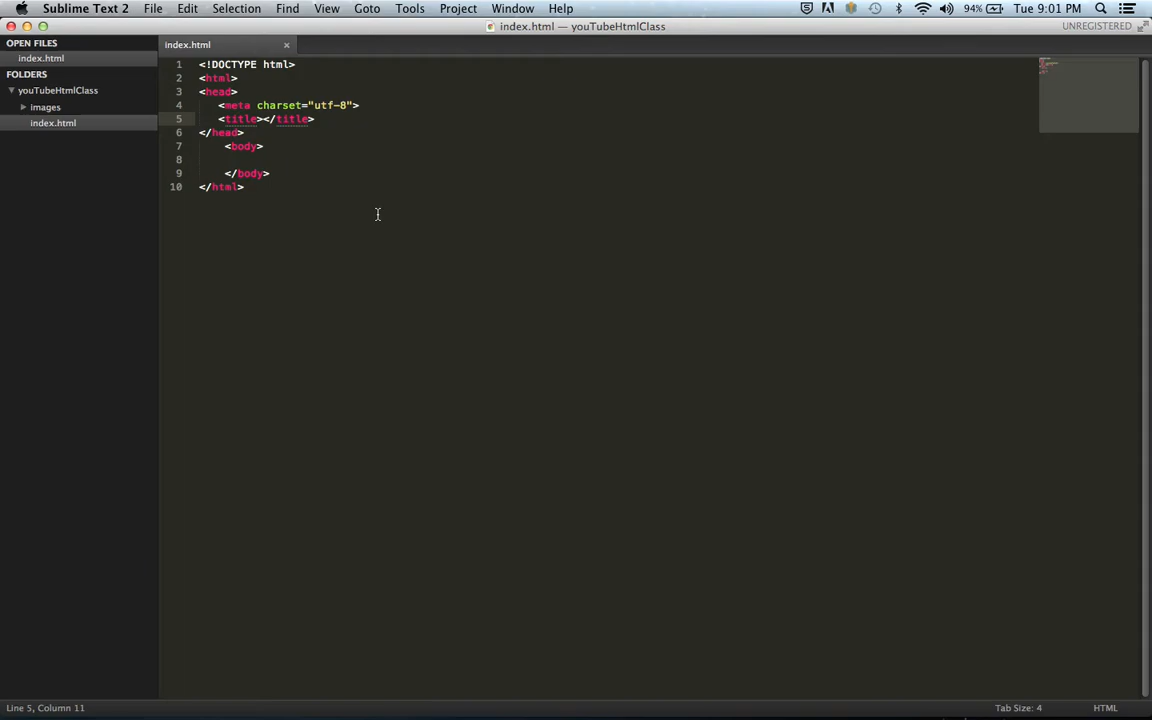 Sublime Text 2 File Edit Selection Find View Goto Tools Project Window Help 94% Tue 9:01 PM
index.html — youTubeHtmlClass UNREGISTERED
OPEN FILES
index.html
FOLDERS
youTubeHtmlClass
images
index.html
index.html ×
1 <!DOCTYPE html>
2 <html>
3 <head>
4 <meta charset="utf-8">
5 <title></title>
6 </head>
7 <body>
8
9 </body>
10 </html>
Line 5, Column 11 Tab Size: 4 HTML